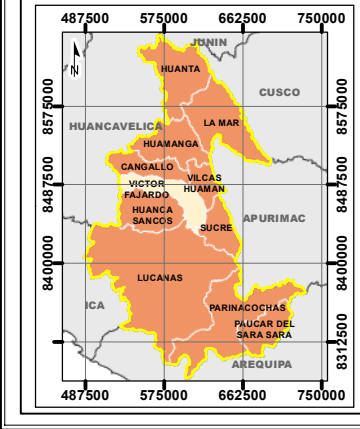 487500 575000 662500 750000
JUNIN
HUANTA
N
CUSCO
8575000 8575000
LA MAR
HUANCAVELICA
HUAMANGA
CANGALLO
VILCAS
HUAMAN
8487500 8487500
VICTOR
FAJARDO
HUANCA
SANCOS
APURIMAC
SUCRE
8400000 8400000
LUCANAS
ICA
PARINACOCHAS
PAUCAR DEL
SARA SARA
8312500 8312500
AREQUIPA
487500 575000 662500 750000